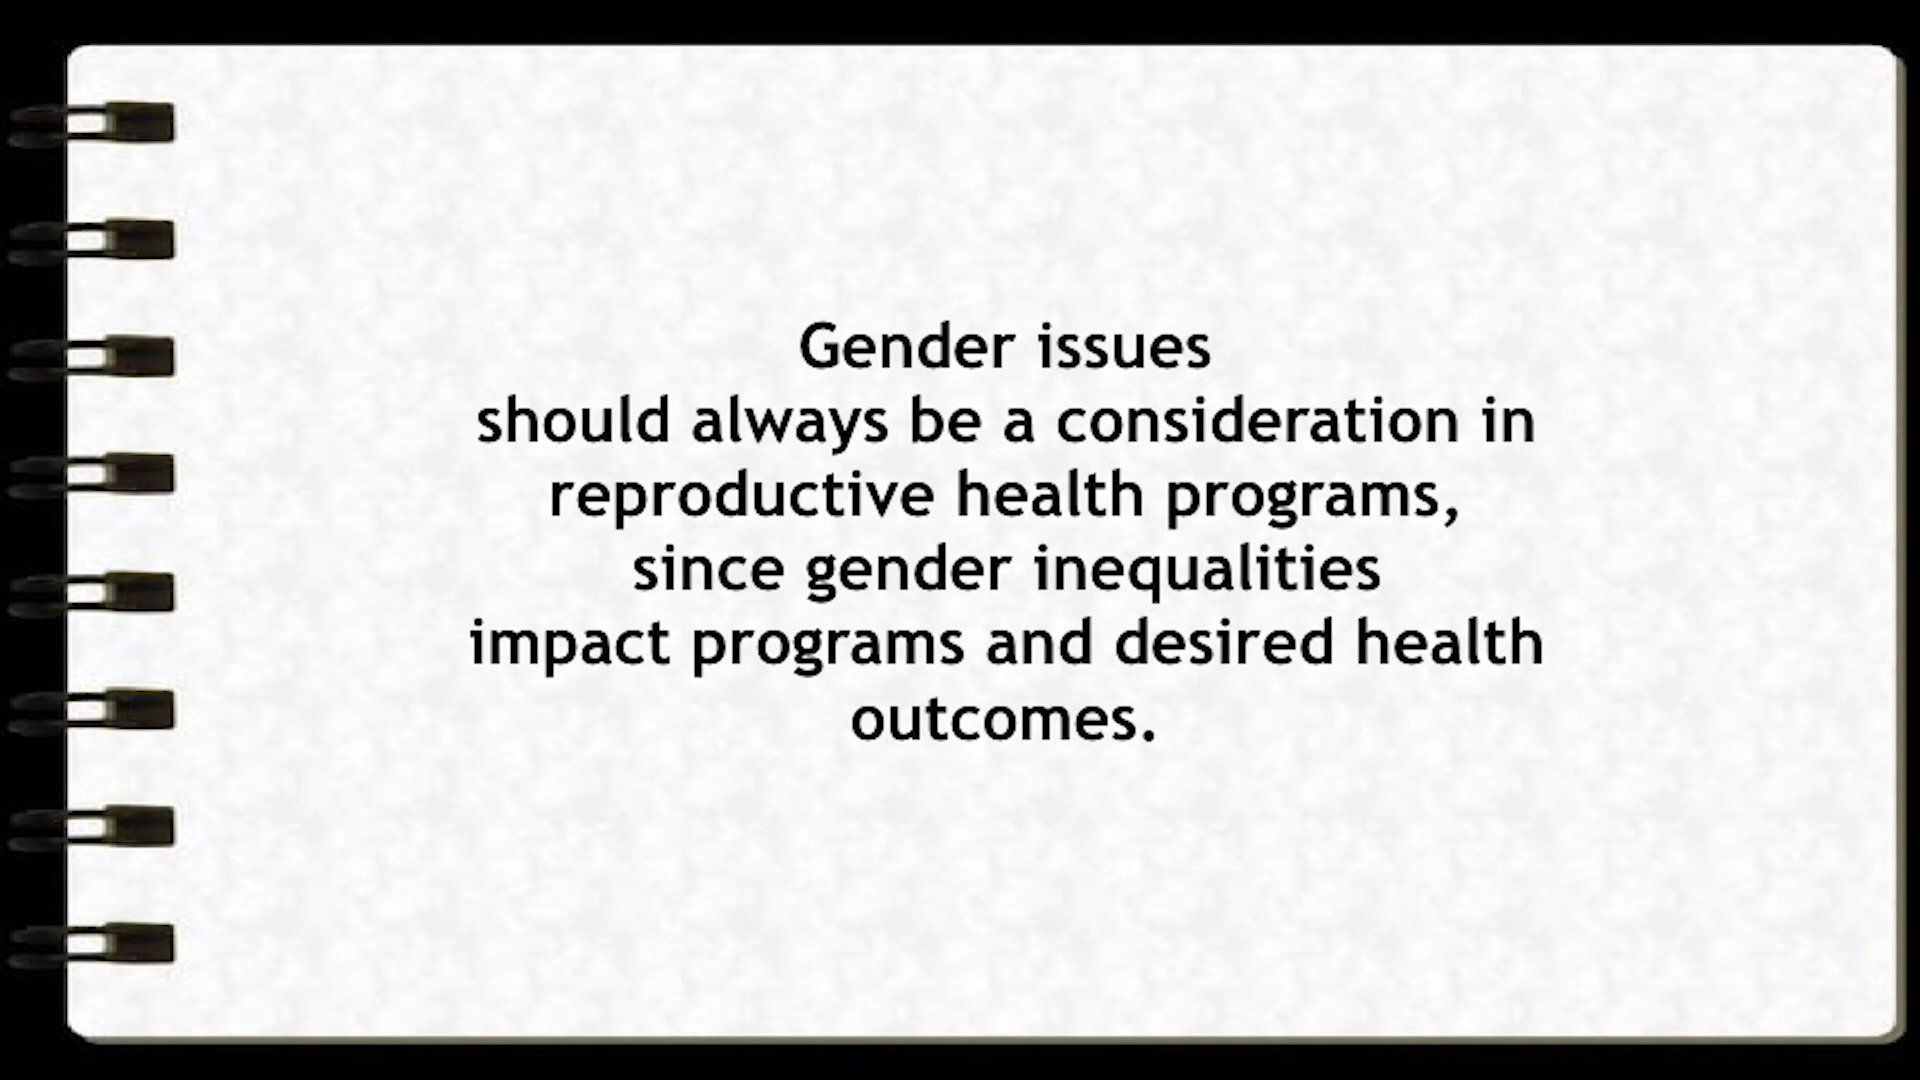 Gender issues
should always be a consideration in
reproductive health programs,
since gender inequalities
impact programs and desired health
outcomes.